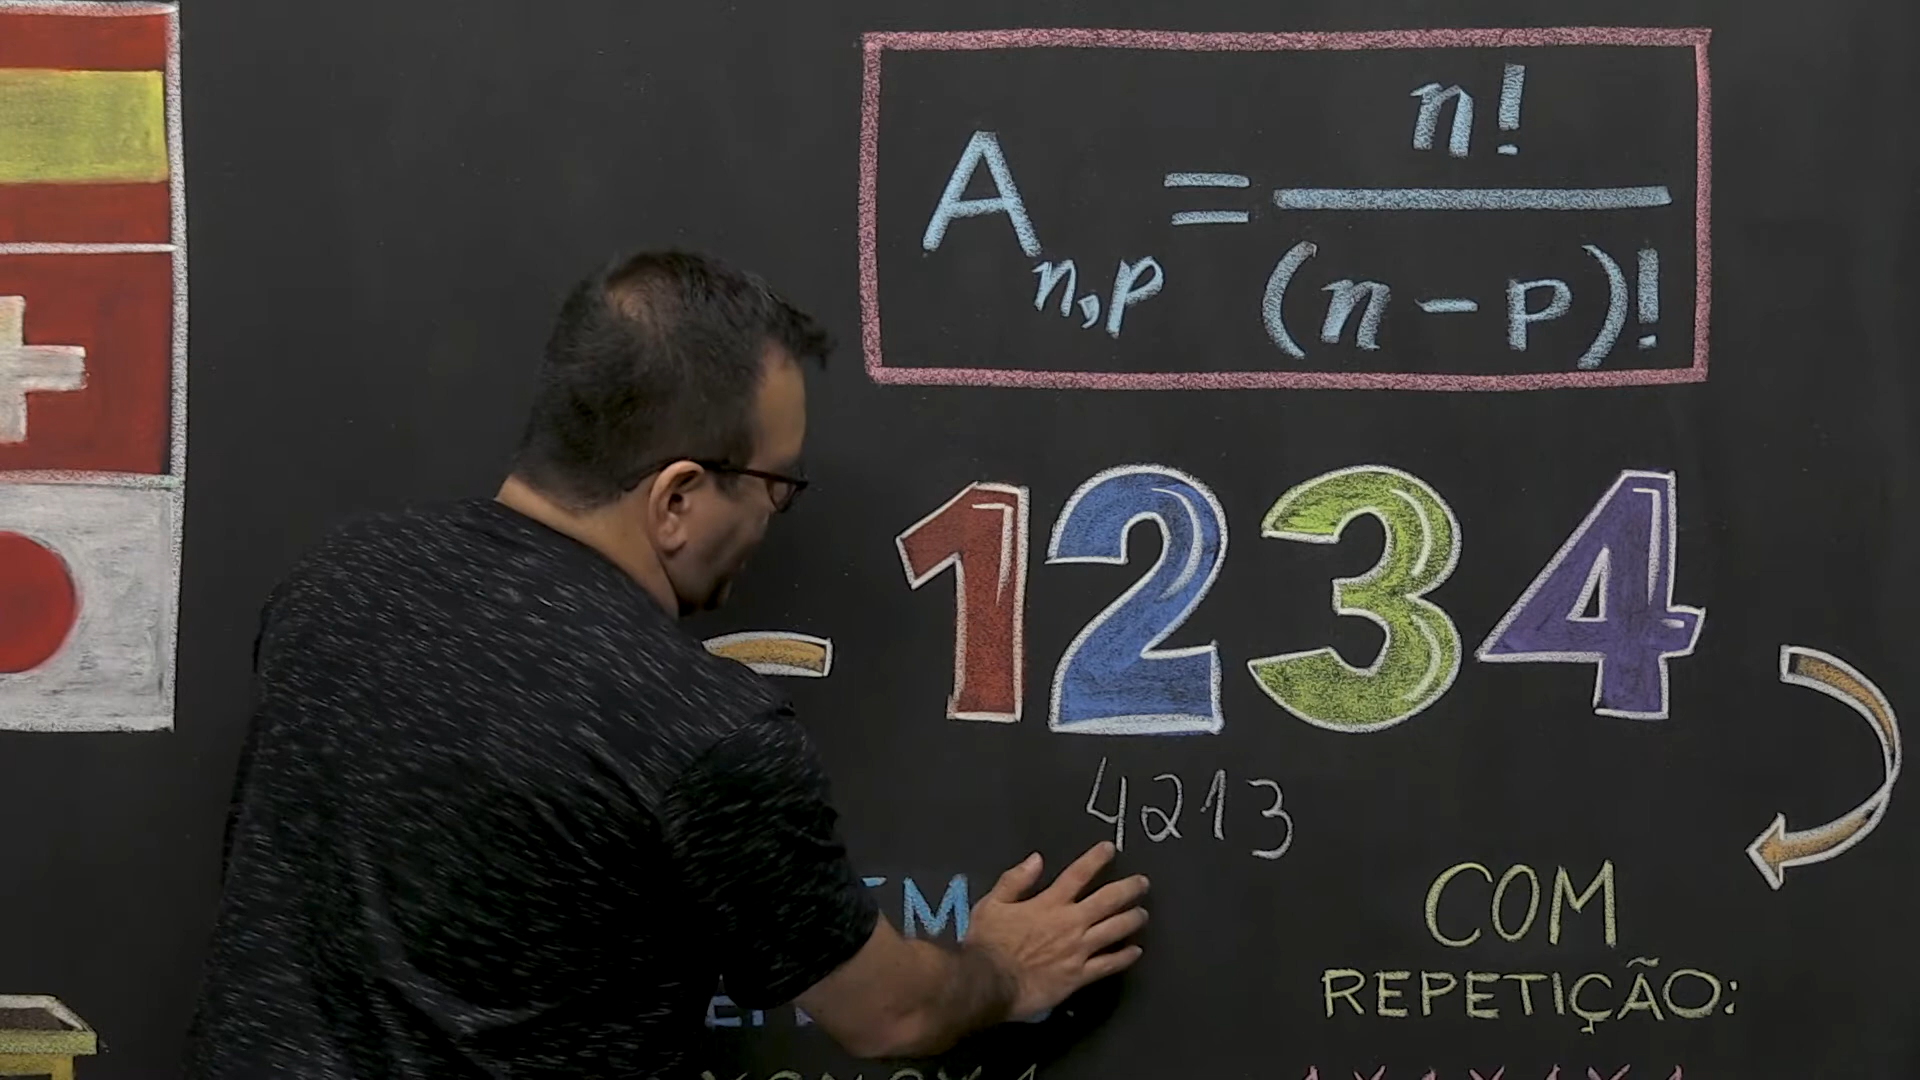 A n,p = n! / (n - p)!
1234
4213
COM
REPETIÇÃO: